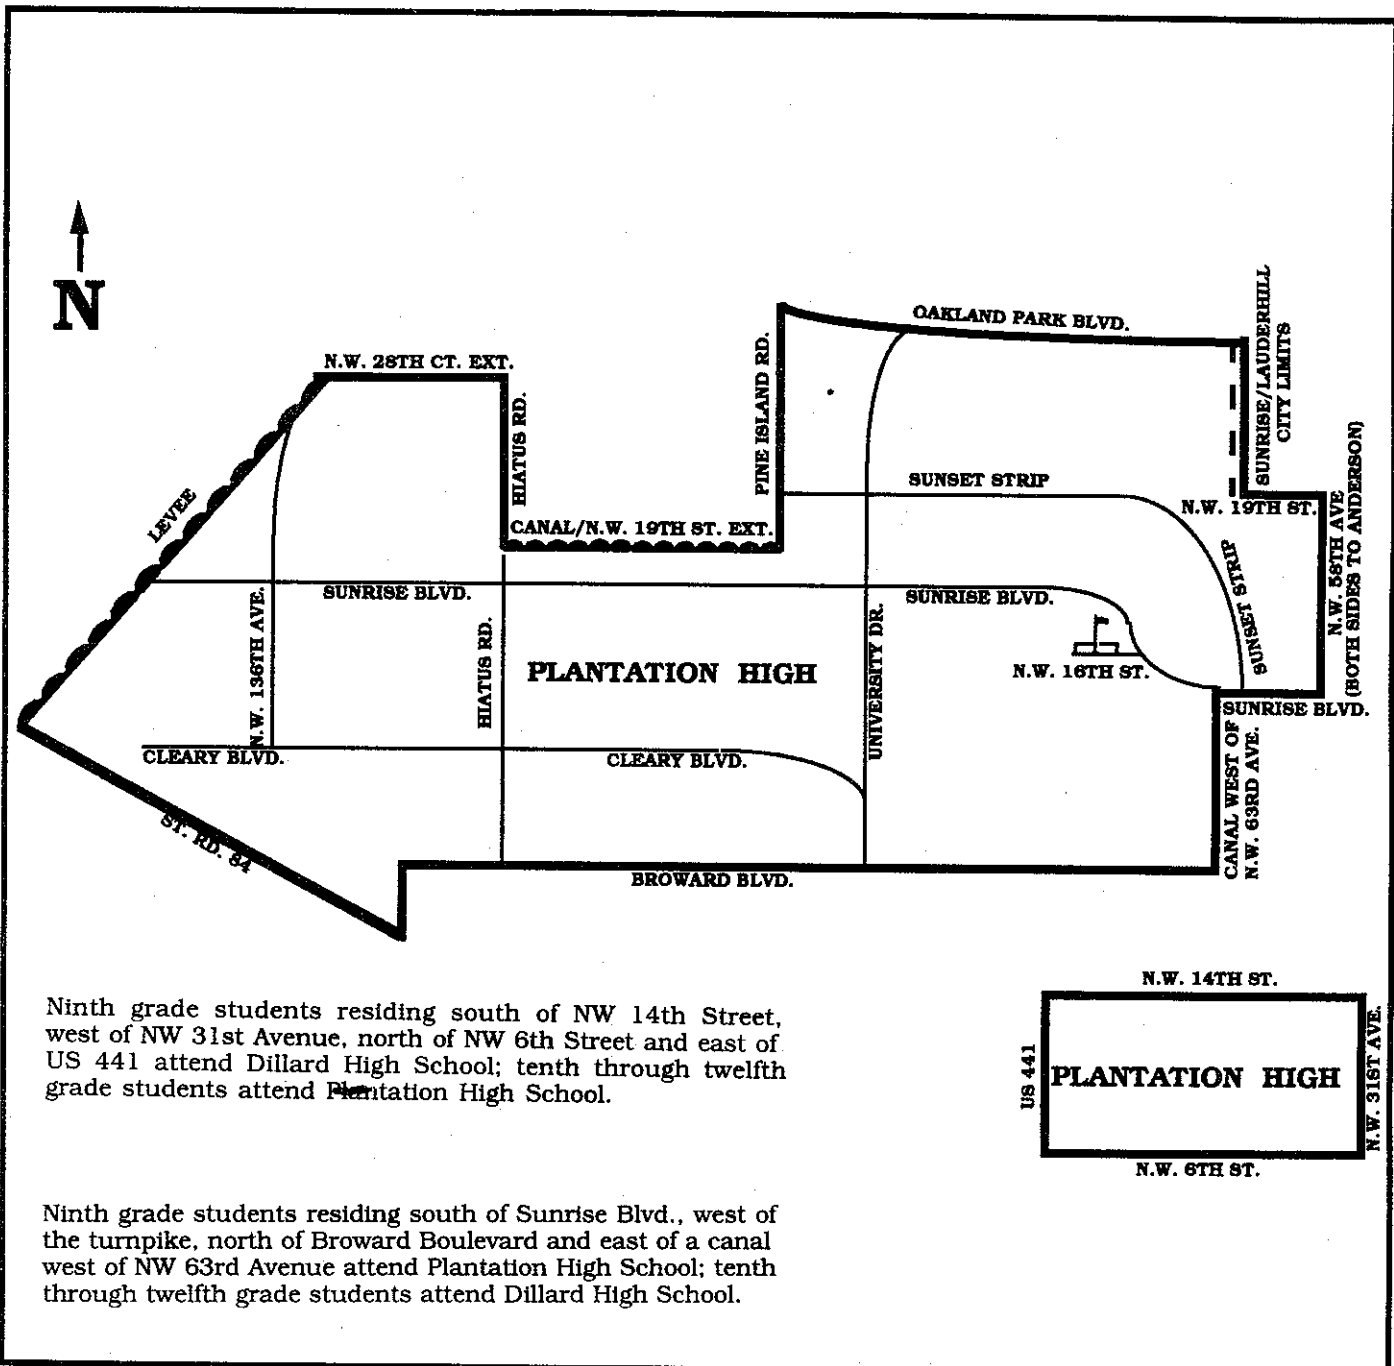 N
OAKLAND PARK BLVD.
SUNRISE/LAUDERHILL
CITY LIMITS
N.W. 28TH CT. EXT.
PINE ISLAND RD.
HIATUS RD.
LEVEE
SUNSET STRIP
N.W. 19TH ST.
N.W. 58TH AVE
(BOTH SIDES TO ANDERSON)
CANAL/N.W. 19TH ST. EXT.
SUNSET STRIP
SUNRISE BLVD.
SUNRISE BLVD.
N.W. 136TH AVE.
HIATUS RD.
PLANTATION HIGH
UNIVERSITY DR.
N.W. 16TH ST.
SUNRISE BLVD.
CLEARY BLVD.
CLEARY BLVD.
CANAL WEST OF
N.W. 63RD AVE.
ST. RD. 84
BROWARD BLVD.
N.W. 14TH ST.
US 441
PLANTATION HIGH
N.W. 31ST AVE.
N.W. 6TH ST.
Ninth grade students residing south of NW 14th Street,
west of NW 31st Avenue, north of NW 6th Street and east of
US 441 attend Dillard High School; tenth through twelfth
grade students attend Plantation High School.
Ninth grade students residing south of Sunrise Blvd., west of
the turnpike, north of Broward Boulevard and east of a canal
west of NW 63rd Avenue attend Plantation High School; tenth
through twelfth grade students attend Dillard High School.